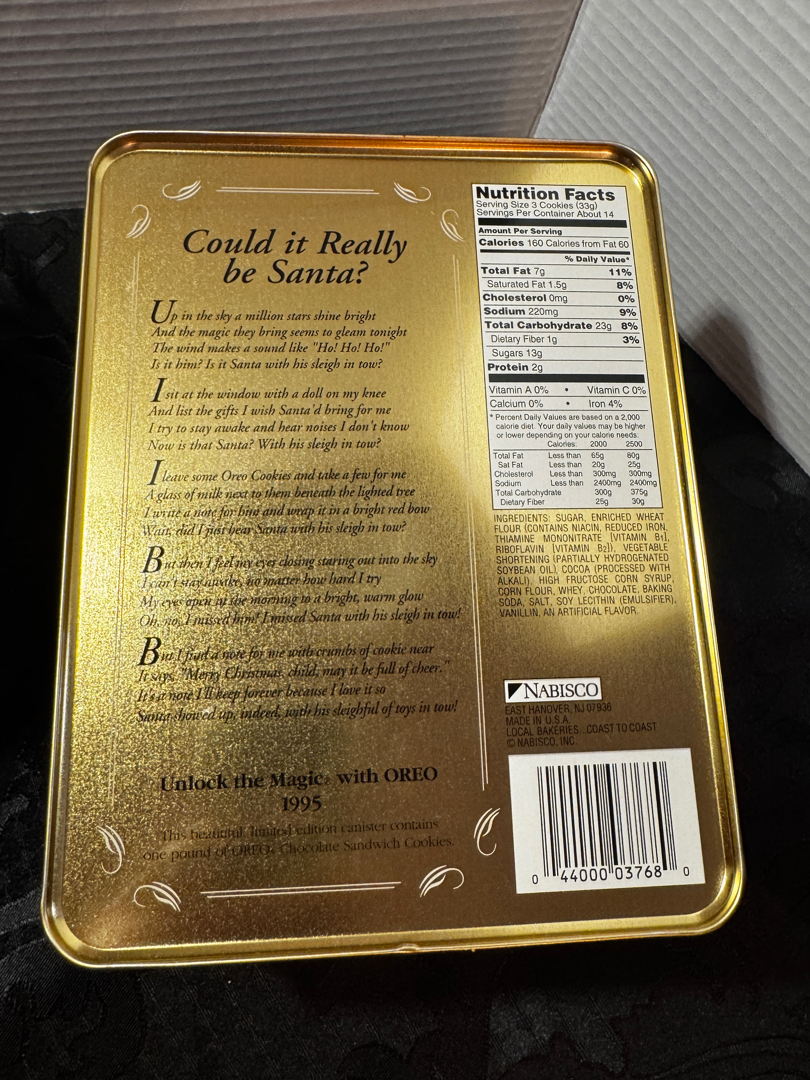 Could it Really
be Santa?
Up in the sky a million stars shine bright
And the magic they bring seems to gleam tonight
The wind makes a sound like "Ho! Ho! Ho!"
Is it him? Is it Santa with his sleigh in tow?
I sit at the window with a doll on my knee
And list the gifts I wish Santa'd bring for me
I try to stay awake and hear noises I don't know
Now is that Santa? With his sleigh in tow?
I leave some Oreo Cookies and take a few for me
A glass of milk next to them beneath the lighted tree
I write a note for him and wrap it in a bright red bow
Wait, did I just hear Santa with his sleigh in tow?
But then I feel my eyes closing staring out into the sky
I can't stay awake, no matter how hard I try
My eyes open at the morning to a bright, warm glow
Oh, no, I missed him! I missed Santa with his sleigh in tow!
But I find a note for me with crumbs of cookie near
It says, "Merry Christmas, child, may it be full of cheer."
It's a note I'll keep forever because I love it so
Santa showed up, indeed, with his sleighful of toys in tow!
Unlock the Magic® with OREO
1995
This beautiful, limited edition canister contains
one pound of OREO® Chocolate Sandwich Cookies.
Nutrition Facts
Serving Size 3 Cookies (33g)
Servings Per Container About 14
Amount Per Serving
Calories 160 Calories from Fat 60
% Daily Value*
Total Fat 7g 11%
Saturated Fat 1.5g 8%
Cholesterol 0mg 0%
Sodium 220mg 9%
Total Carbohydrate 23g 8%
Dietary Fiber 1g 3%
Sugars 13g
Protein 2g
Vitamin A 0% • Vitamin C 0%
Calcium 0% • Iron 4%
* Percent Daily Values are based on a 2,000
calorie diet. Your daily values may be higher
or lower depending on your calorie needs:
Calories: 2000 2500
Total Fat Less than 65g 80g
Sat Fat Less than 20g 25g
Cholesterol Less than 300mg 300mg
Sodium Less than 2400mg 2400mg
Total Carbohydrate 300g 375g
Dietary Fiber 25g 30g
INGREDIENTS: SUGAR, ENRICHED WHEAT
FLOUR (CONTAINS NIACIN, REDUCED IRON,
THIAMINE MONONITRATE [VITAMIN B1],
RIBOFLAVIN [VITAMIN B2]), VEGETABLE
SHORTENING (PARTIALLY HYDROGENATED
SOYBEAN OIL), COCOA (PROCESSED WITH
ALKALI), HIGH FRUCTOSE CORN SYRUP,
CORN FLOUR, WHEY, CHOCOLATE, BAKING
SODA, SALT, SOY LECITHIN (EMULSIFIER),
VANILLIN, AN ARTIFICIAL FLAVOR.
NABISCO
EAST HANOVER, NJ 07936
MADE IN U.S.A.
LOCAL BAKERIES...COAST TO COAST
© NABISCO, INC.
0 44000 03768 0